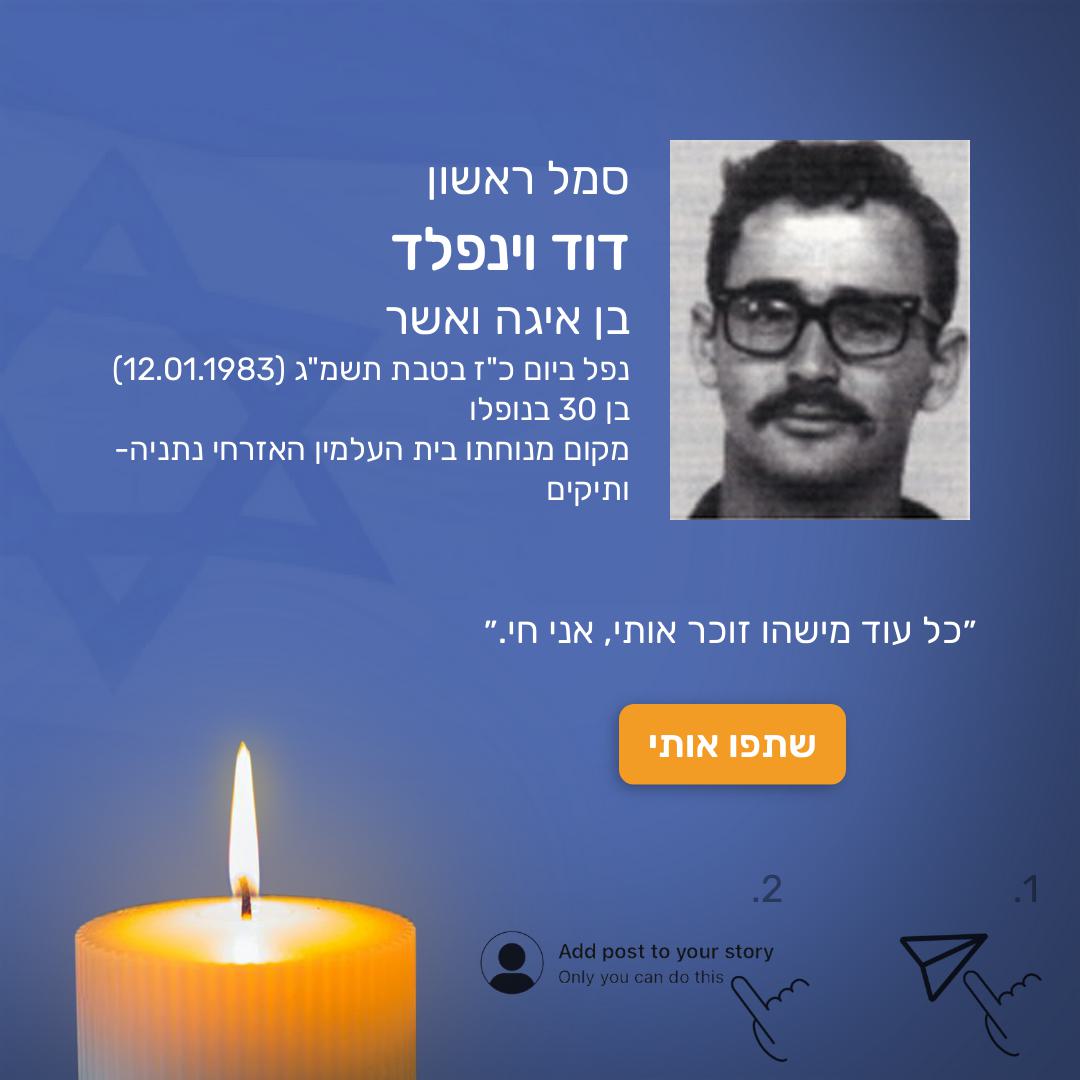 סמל ראשון
דוד וינפלד
בן איגה ואשר
נפל ביום כ"ז בטבת תשמ"ג (12.01.1983)
בן 30 בנופלו
מקום מנוחתו בית העלמין האזרחי נתניה-
ותיקים
״כל עוד מישהו זוכר אותי, אני חי.״
שתפו אותי
1.
2.
Add post to your story
Only you can do this